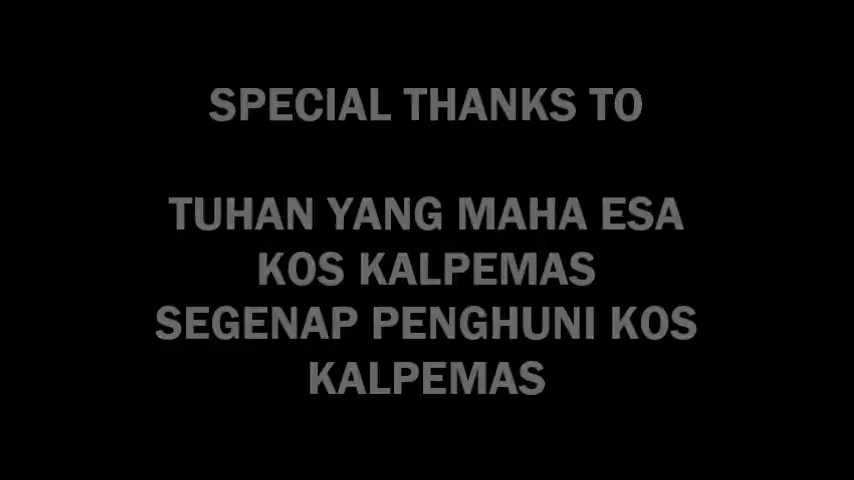 SPECIAL THANKS TO
TUHAN YANG MAHA ESA
KOS KALPEMAS
SEGENAP PENGHUNI KOS
KALPEMAS